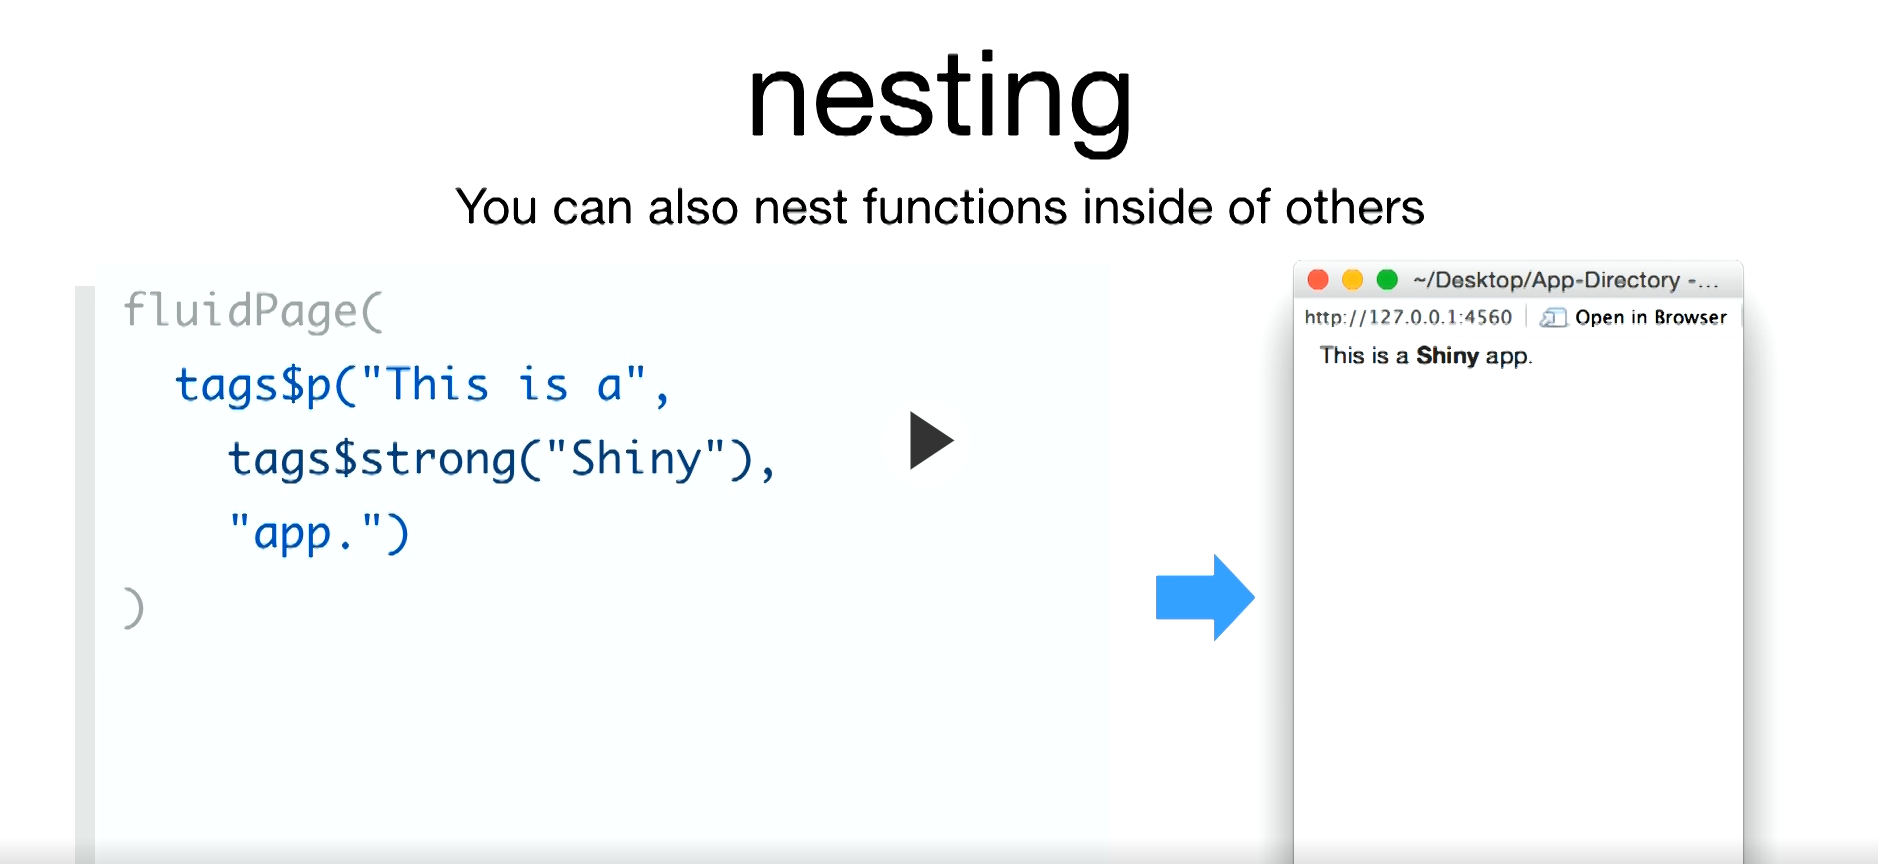 nesting
You can also nest functions inside of others
fluidPage(
tags$p("This is a",
tags$strong("Shiny"),
"app.")
)
~/Desktop/App-Directory -...
http://127.0.0.1:4560 Open in Browser
This is a Shiny app.